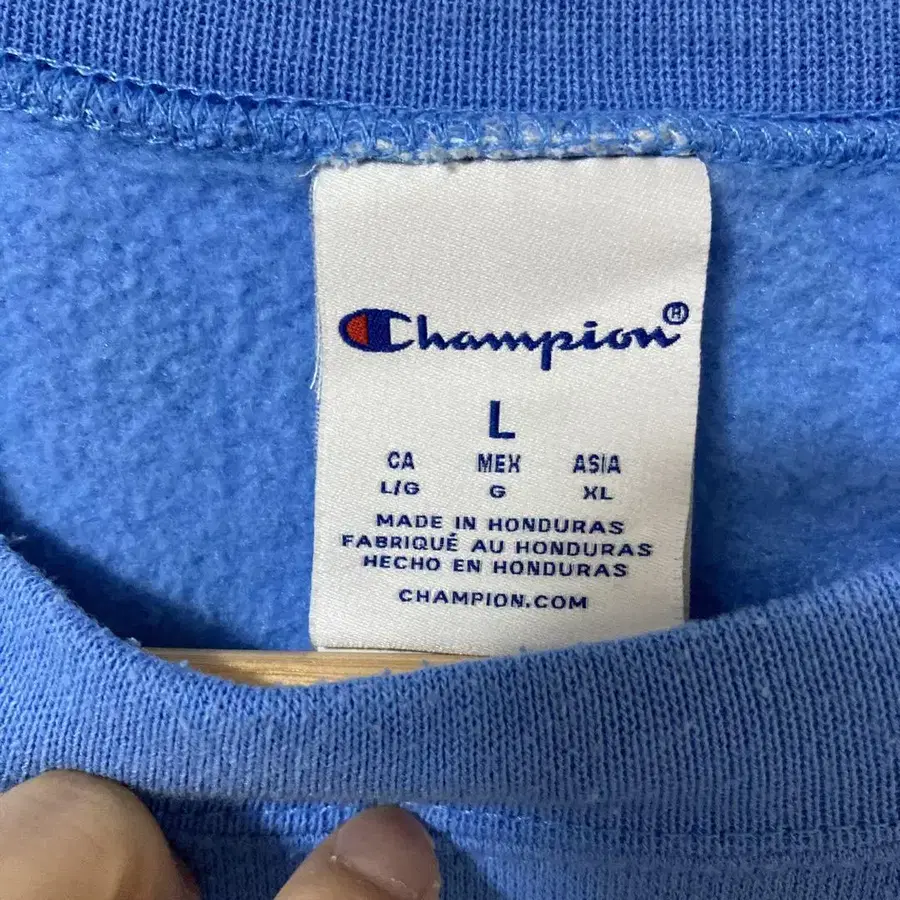 Champion
L
CA MEX ASIA
L/G G XL
MADE IN HONDURAS
FABRIQUÉ AU HONDURAS
HECHO EN HONDURAS
CHAMPION.COM